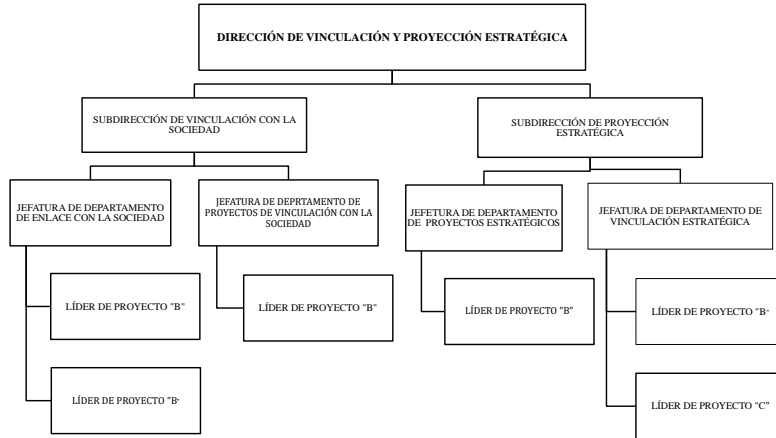 DIRECCIÓN DE VINCULACIÓN Y PROYECCIÓN ESTRATÉGICA
SUBDIRECCIÓN DE VINCULACIÓN CON LA
SOCIEDAD
SUBDIRECCIÓN DE PROYECCIÓN
ESTRATÉGICA
JEFATURA DE DEPARTAMENTO
DE ENLACE CON LA SOCIEDAD
JEFATURA DE DEPRTAMENTO DE
PROYECTOS DE VINCULACIÓN CON LA
SOCIEDAD
JEFETURA DE DEPARTAMENTO
DE PROYECTOS ESTRATÉGICOS
JEFATURA DE DEPARTAMENTO DE
VINCULACIÓN ESTRATÉGICA
LÍDER DE PROYECTO "B"
LÍDER DE PROYECTO "B"
LÍDER DE PROYECTO "B"
LÍDER DE PROYECTO "B"
LÍDER DE PROYECTO "B"
LÍDER DE PROYECTO "C"